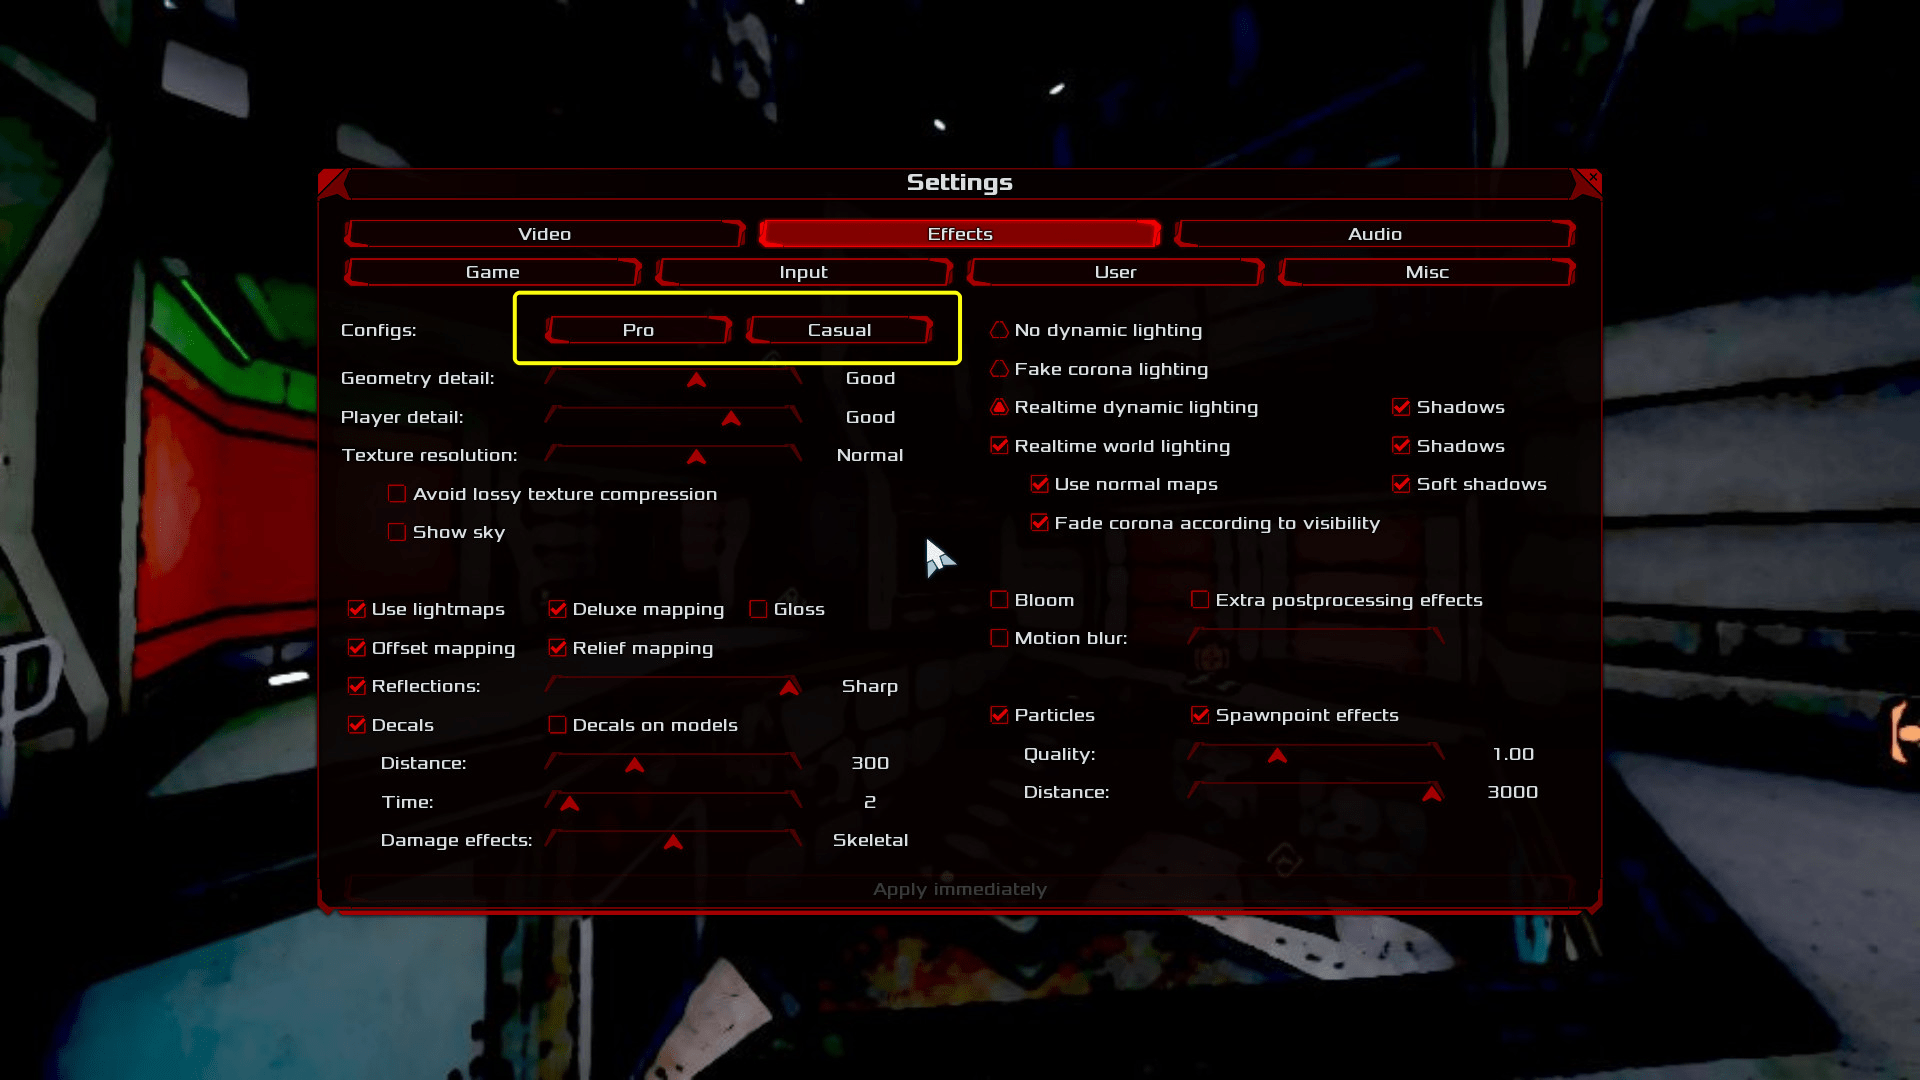 Settings
Video Effects Audio
Game Input User Misc
Configs: Pro Casual
Geometry detail: Good
Player detail: Good
Texture resolution: Normal
Avoid lossy texture compression
Show sky
Use lightmaps Deluxe mapping Gloss
Offset mapping Relief mapping
Reflections: Sharp
Decals Decals on models
Distance: 300
Time: 2
Damage effects: Skeletal
No dynamic lighting
Fake corona lighting
Realtime dynamic lighting Shadows
Realtime world lighting Shadows
Use normal maps Soft shadows
Fade corona according to visibility
Bloom Extra postprocessing effects
Motion blur:
Particles Spawnpoint effects
Quality: 1.00
Distance: 3000
Apply immediately